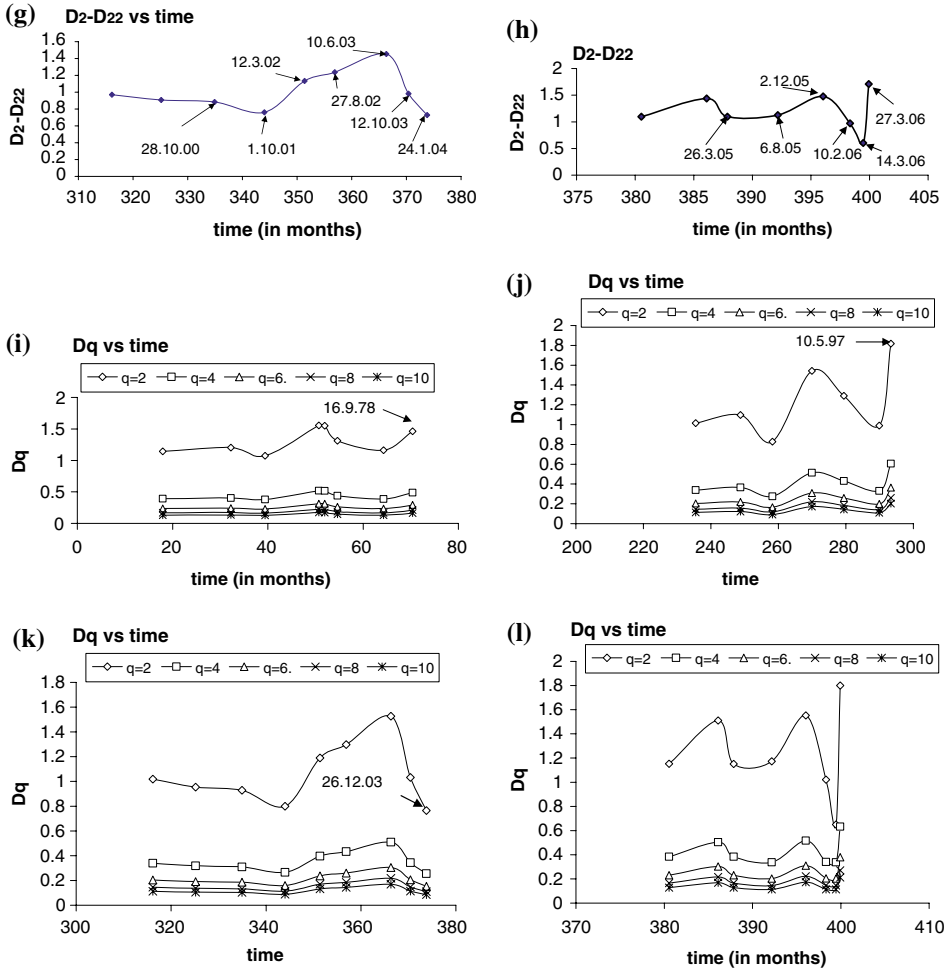 (g) D2-D22 vs time
D2-D22
1.6
1.4
1.2
1
0.8
0.6
0.4
0.2
0
10.6.03
12.3.02
27.8.02
12.10.03
28.10.00
1.10.01
24.1.04
310 320 330 340 350 360 370 380
time (in months)
(h)
D2-D22
D2-D22
2
1.5
1
0.5
0
2.12.05
27.3.06
26.3.05
6.8.05
10.2.06
14.3.06
375 380 385 390 395 400 405
time (in months)
(i) Dq vs time
q=2 q=4 q=6. q=8 q=10
Dq
2
1.5
1
0.5
0
16.9.78
0 20 40 60 80
time (in months)
(j)
Dq vs time
q=2 q=4 q=6. q=8 q=10
Dq
2
1.8
1.6
1.4
1.2
1
0.8
0.6
0.4
0.2
0
10.5.97
200 220 240 260 280 300
time
(k) Dq vs time
q=2 q=4 q=6. q=8 q=10
Dq
1.8
1.6
1.4
1.2
1
0.8
0.6
0.4
0.2
0
26.12.03
300 320 340 360 380
time
(l) Dq vs time
q=2 q=4 q=6. q=8 q=10
Dq
2
1.8
1.6
1.4
1.2
1
0.8
0.6
0.4
0.2
0
370 380 390 400 410
time (in months)